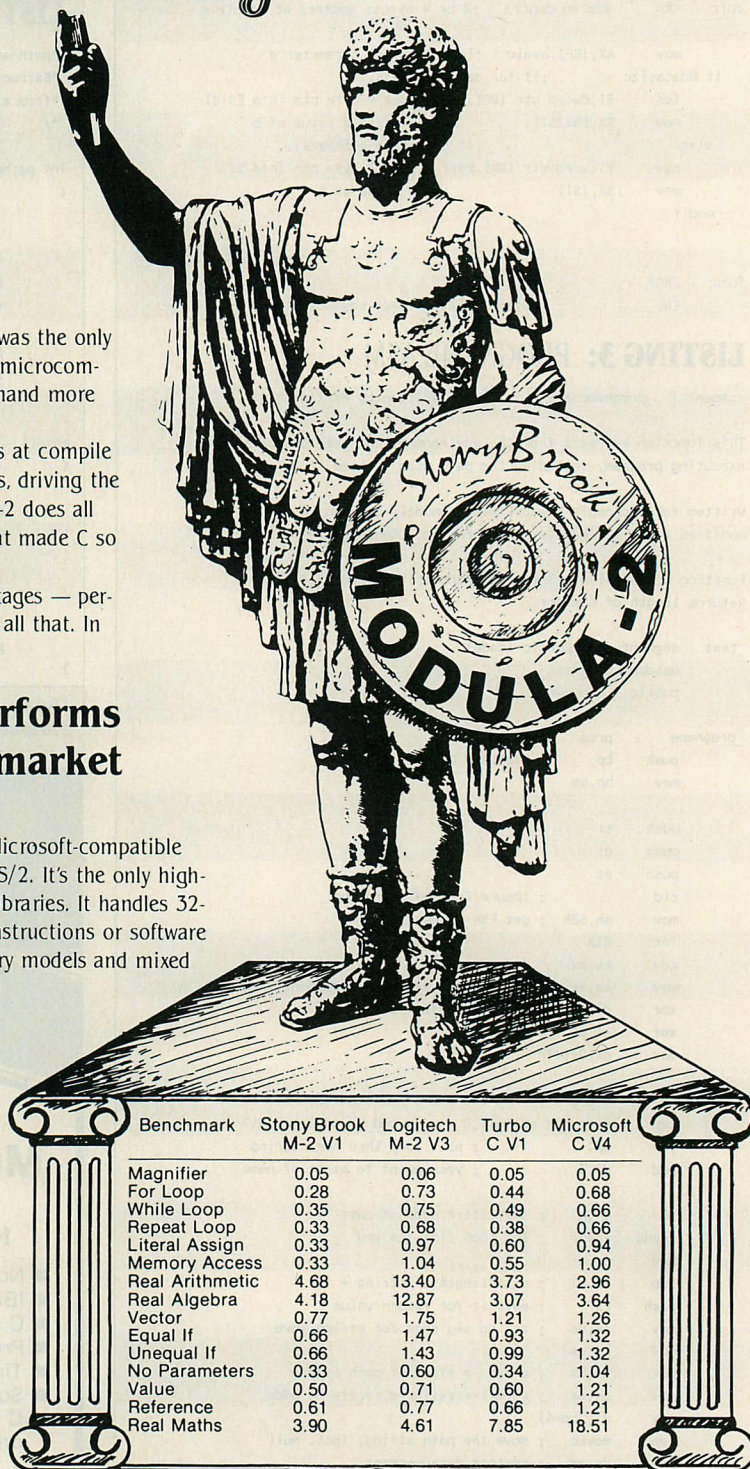 was the only
microcom-
hand more
s at compile
s, driving the
-2 does all
at made C so
tages — per-
all that. In
rforms
market
Microsoft-compatible
S/2. It's the only high-
ibraries. It handles 32-
nstructions or software
ry models and mixed
Stony Brook
MODULA-2
Benchmark Stony Brook M-2 V1 Logitech M-2 V3 Turbo C V1 Microsoft C V4
Magnifier 0.05 0.06 0.05 0.05
For Loop 0.28 0.73 0.44 0.68
While Loop 0.35 0.75 0.49 0.66
Repeat Loop 0.33 0.68 0.38 0.66
Literal Assign 0.33 0.97 0.60 0.94
Memory Access 0.33 1.04 0.55 1.00
Real Arithmetic 4.68 13.40 3.73 2.96
Real Algebra 4.18 12.87 3.07 3.64
Vector 0.77 1.75 1.21 1.26
Equal If 0.66 1.47 0.93 1.32
Unequal If 0.66 1.43 0.99 1.32
No Parameters 0.33 0.60 0.34 1.04
Value 0.50 0.71 0.60 1.21
Reference 0.61 0.77 0.66 1.21
Real Maths 3.90 4.61 7.85 18.51